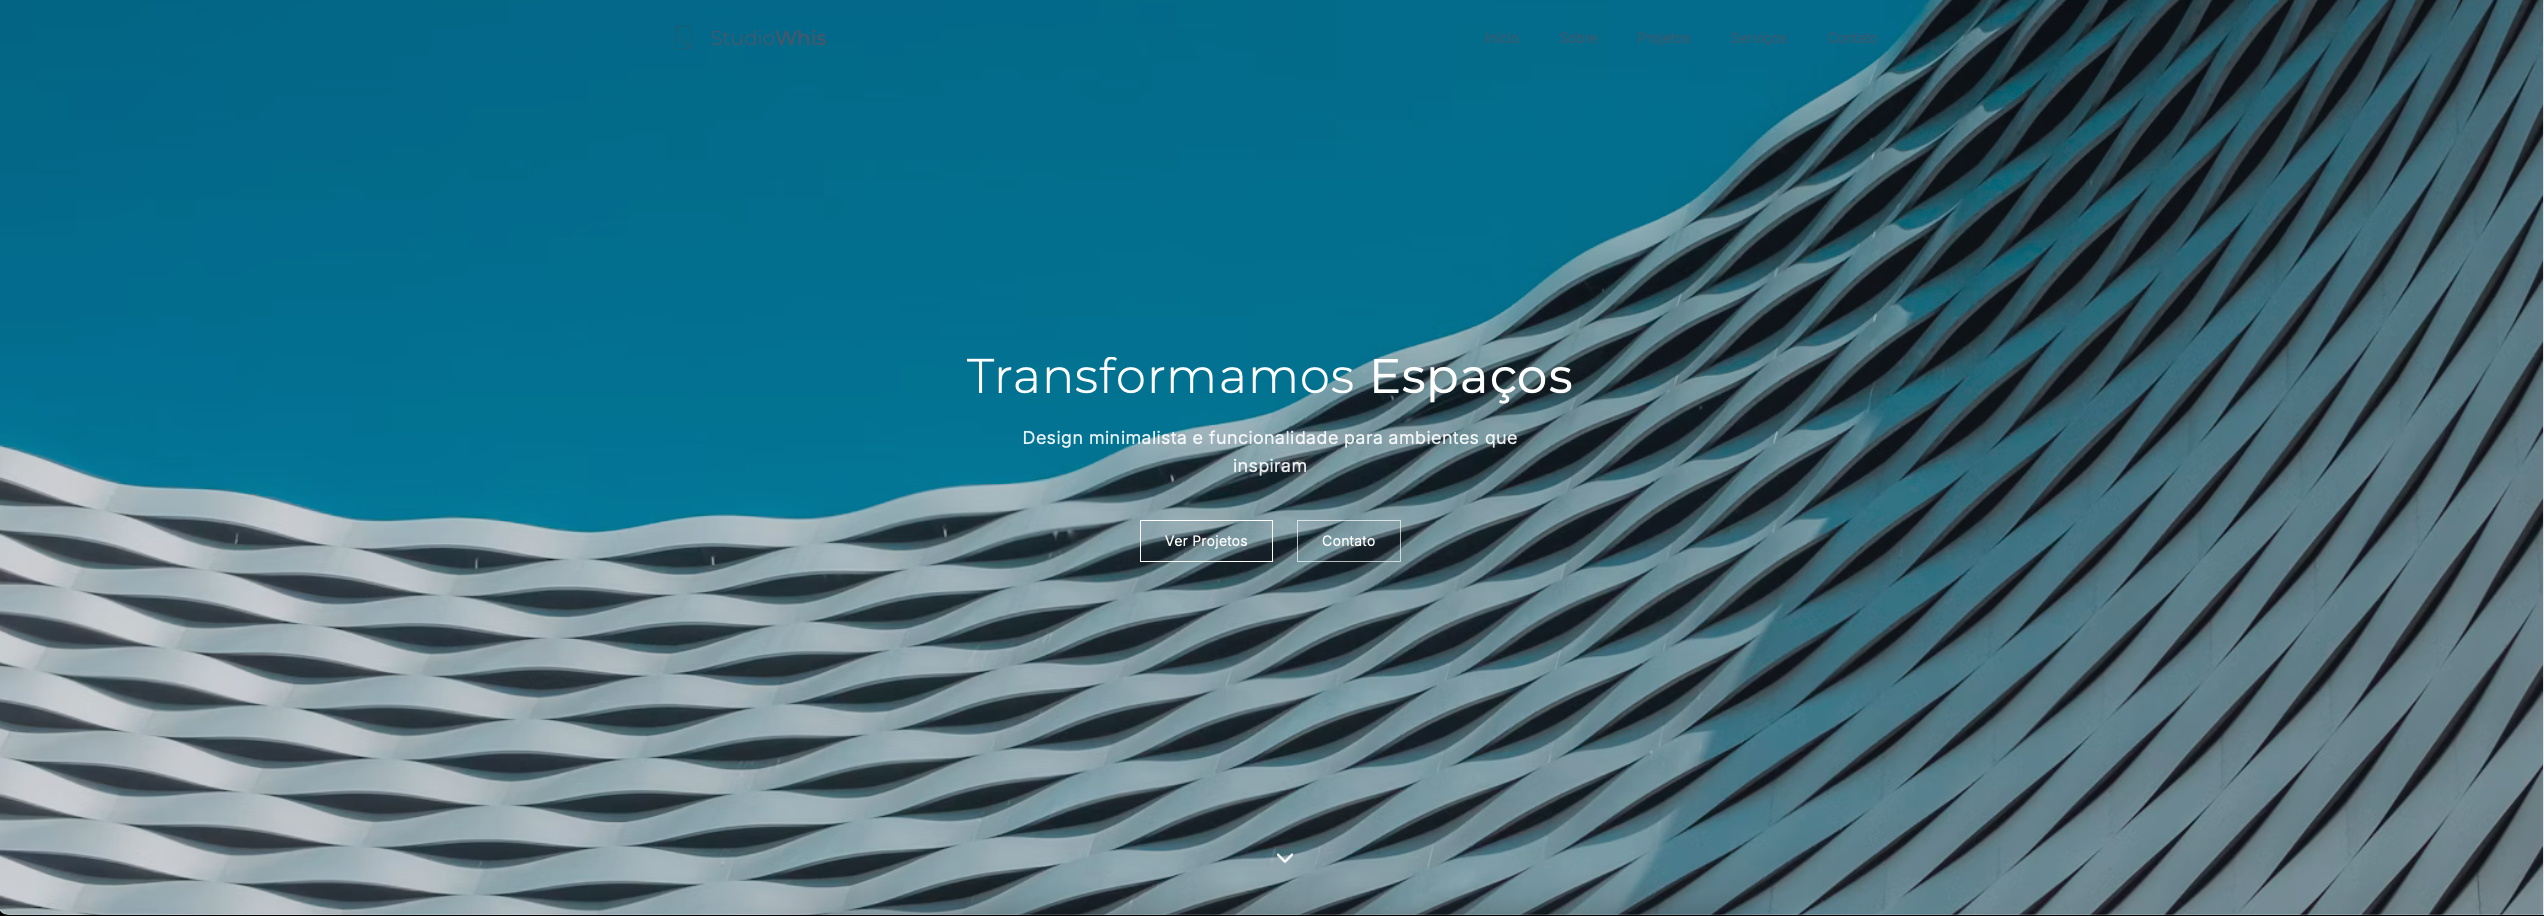 StudioWhis
Início Sobre Projetos Serviços Contato
Transformamos Espaços
Design minimalista e funcionalidade para ambientes que
inspiram
Ver Projetos Contato